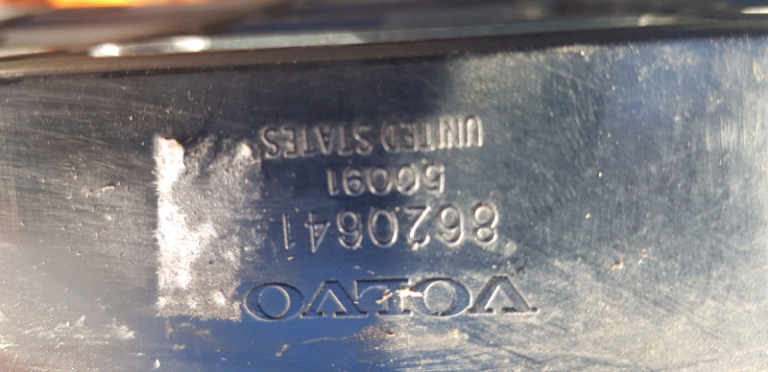 VOLVO
8620641
50091
UNITED STATES